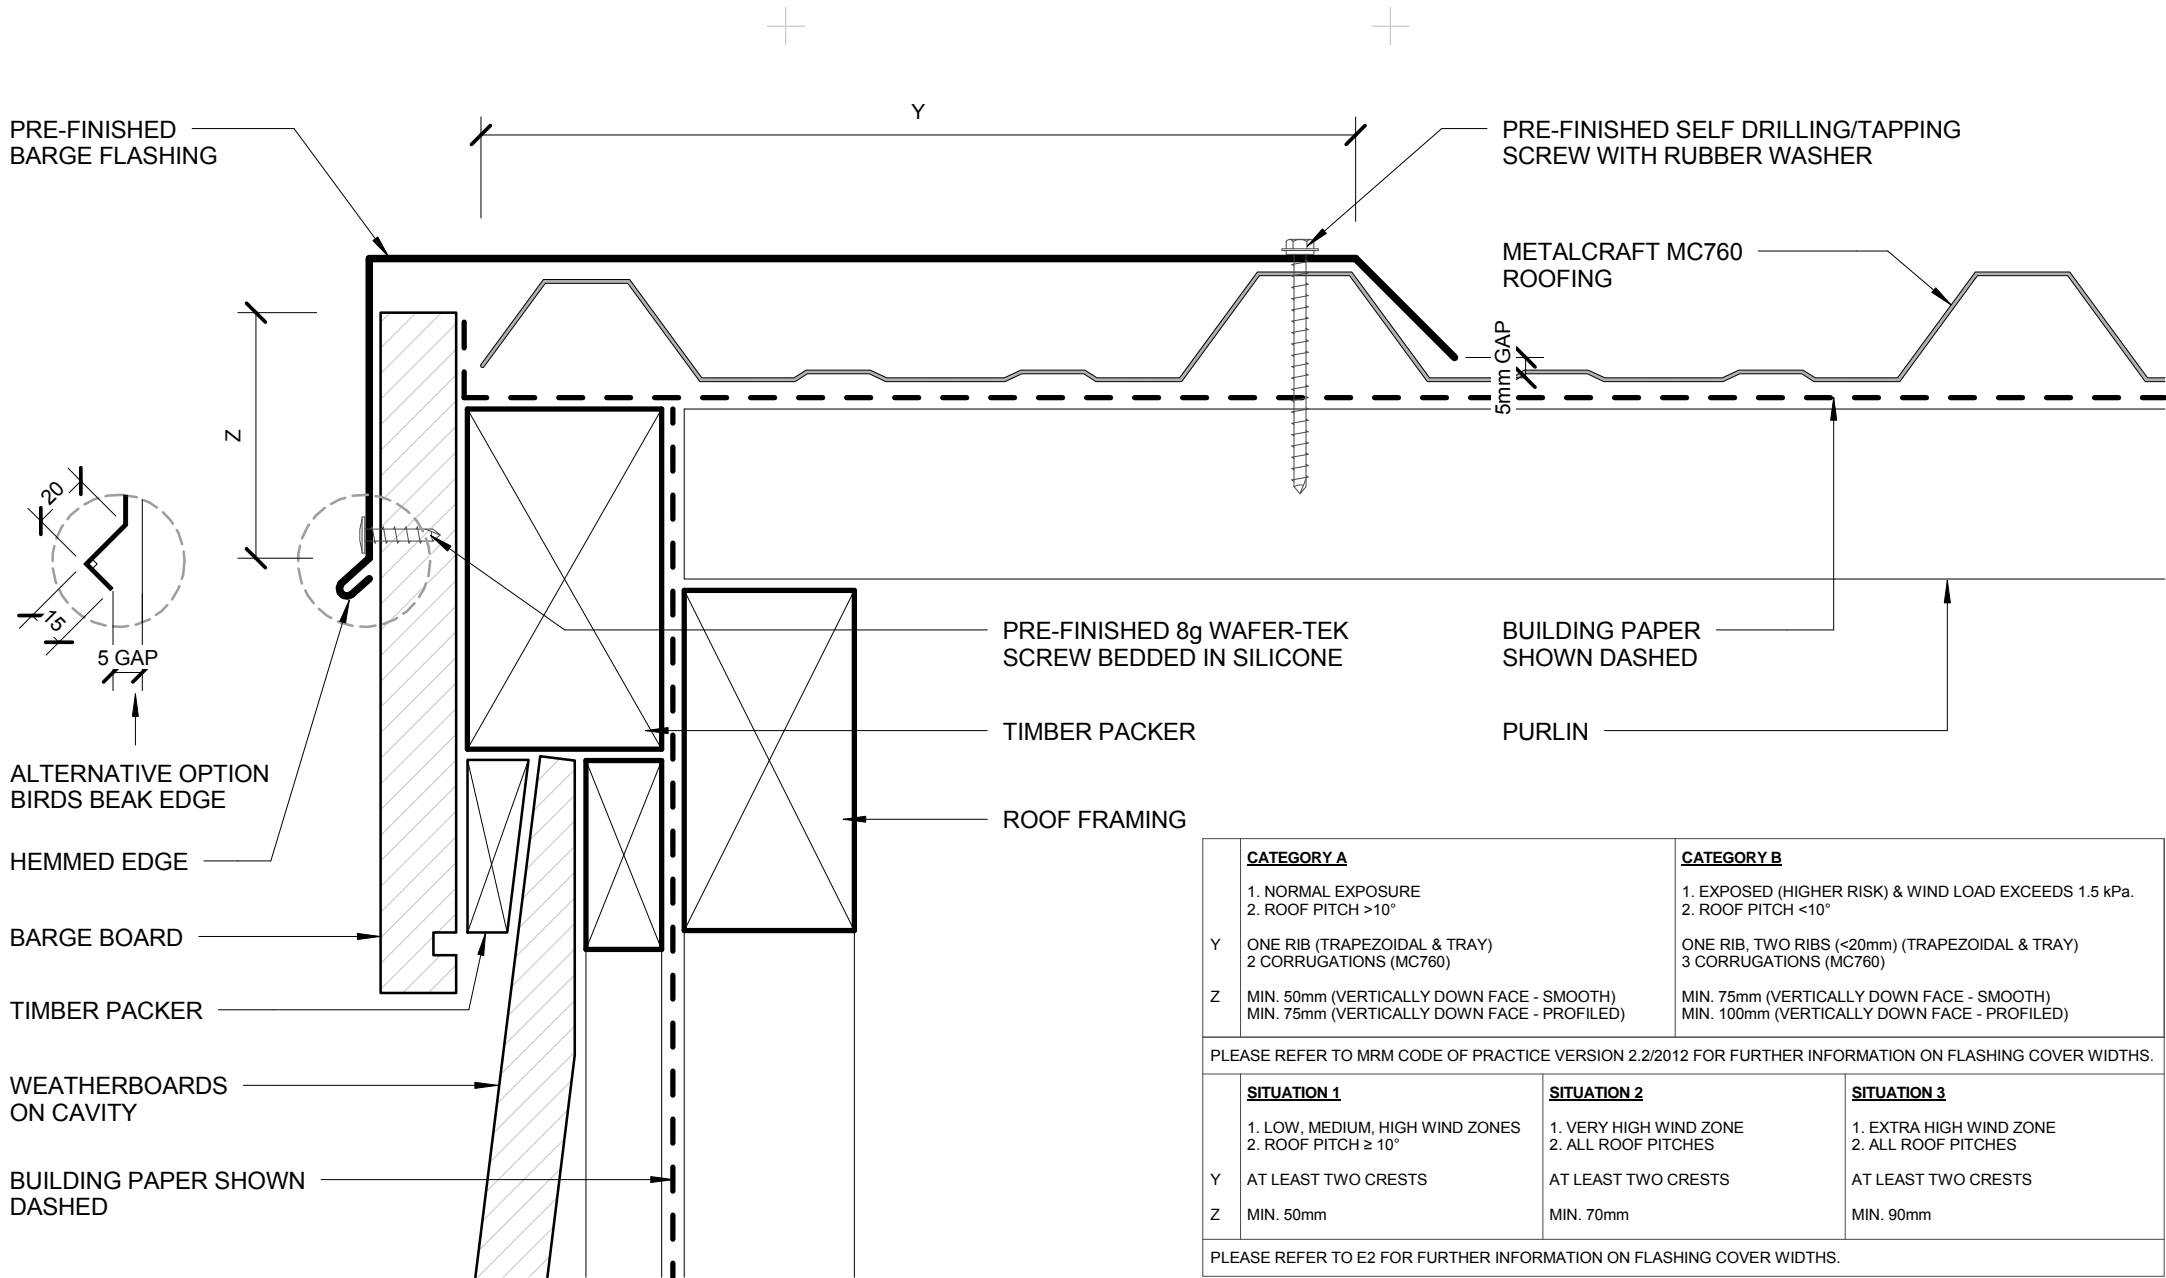 Y
PRE-FINISHED
BARGE FLASHING
PRE-FINISHED SELF DRILLING/TAPPING
SCREW WITH RUBBER WASHER
METALCRAFT MC760
ROOFING
5mm GAP
Z
20
15
5 GAP
PRE-FINISHED 8g WAFER-TEK
SCREW BEDDED IN SILICONE
BUILDING PAPER
SHOWN DASHED
TIMBER PACKER
PURLIN
ALTERNATIVE OPTION
BIRDS BEAK EDGE
ROOF FRAMING
HEMMED EDGE
BARGE BOARD
TIMBER PACKER
WEATHERBOARDS
ON CAVITY
BUILDING PAPER SHOWN
DASHED
CATEGORY A
1. NORMAL EXPOSURE
2. ROOF PITCH >10°
CATEGORY B
1. EXPOSED (HIGHER RISK) & WIND LOAD EXCEEDS 1.5 kPa.
2. ROOF PITCH <10°
Y
ONE RIB (TRAPEZOIDAL & TRAY)
2 CORRUGATIONS (MC760)
ONE RIB, TWO RIBS (<20mm) (TRAPEZOIDAL & TRAY)
3 CORRUGATIONS (MC760)
Z
MIN. 50mm (VERTICALLY DOWN FACE - SMOOTH)
MIN. 75mm (VERTICALLY DOWN FACE - PROFILED)
MIN. 75mm (VERTICALLY DOWN FACE - SMOOTH)
MIN. 100mm (VERTICALLY DOWN FACE - PROFILED)
PLEASE REFER TO MRM CODE OF PRACTICE VERSION 2.2/2012 FOR FURTHER INFORMATION ON FLASHING COVER WIDTHS.
SITUATION 1
1. LOW, MEDIUM, HIGH WIND ZONES
2. ROOF PITCH ≥ 10°
SITUATION 2
1. VERY HIGH WIND ZONE
2. ALL ROOF PITCHES
SITUATION 3
1. EXTRA HIGH WIND ZONE
2. ALL ROOF PITCHES
Y
AT LEAST TWO CRESTS
AT LEAST TWO CRESTS
AT LEAST TWO CRESTS
Z
MIN. 50mm
MIN. 70mm
MIN. 90mm
PLEASE REFER TO E2 FOR FURTHER INFORMATION ON FLASHING COVER WIDTHS.